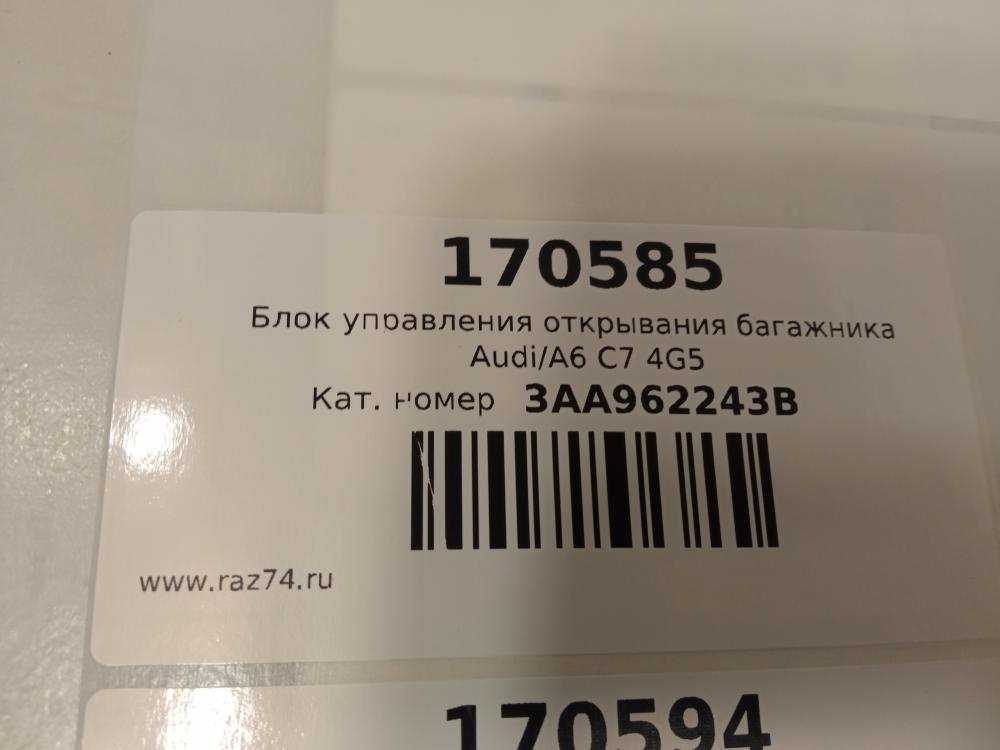 170585
Блок управления открывания багажника
Audi/A6 C7 4G5
Кат. номер 3AA962243B
www.raz74.ru
170594